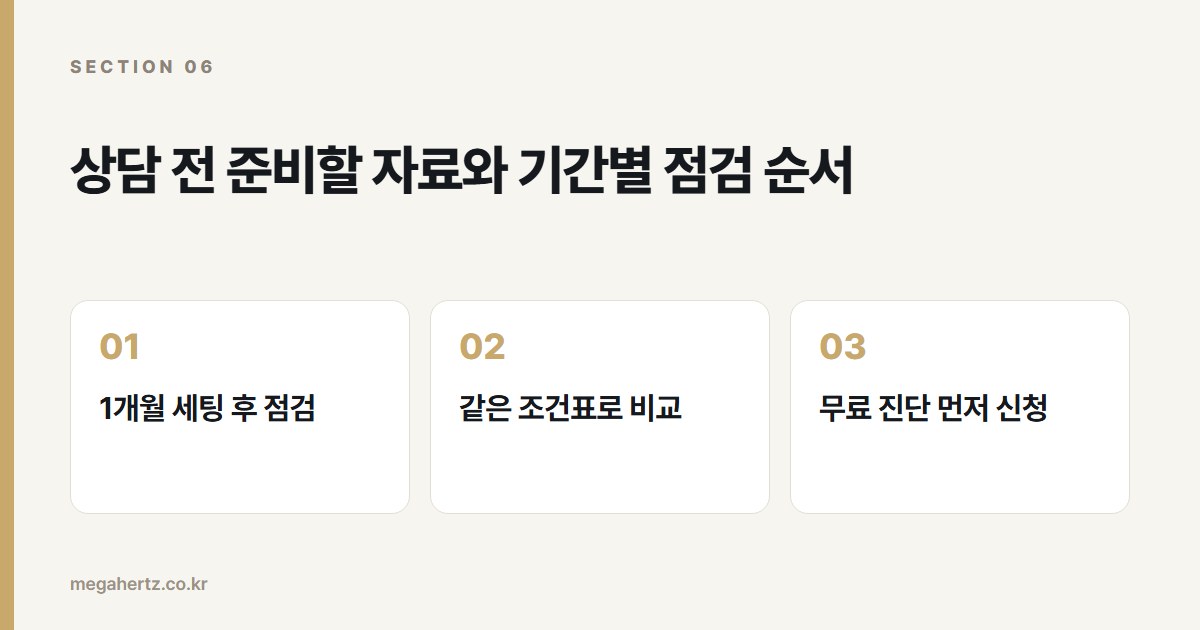 SECTION 06
상담 전 준비할 자료와 기간별 점검 순서
01
1개월 세팅 후 점검
02
같은 조건표로 비교
03
무료 진단 먼저 신청
megahertz.co.kr